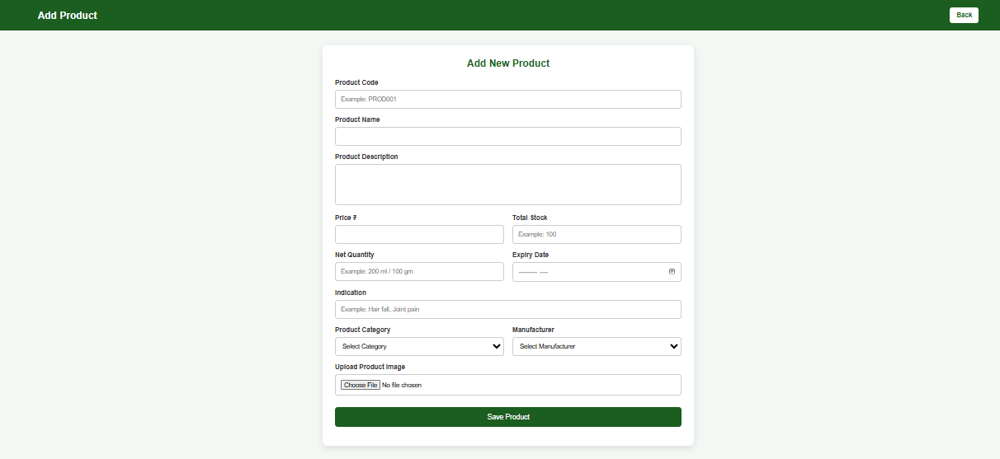 Add Product
Back
Add New Product
Product Code
Example: PROD001
Product Name
Product Description
Price ₹ Total Stock
Example: 100
Net Quantity Expiry Date
Example: 200 ml / 100 gm --------- ----
Indication
Example: Hair fall, Joint pain
Product Category Manufacturer
Select Category Select Manufacturer
Upload Product Image
Choose File No file chosen
Save Product